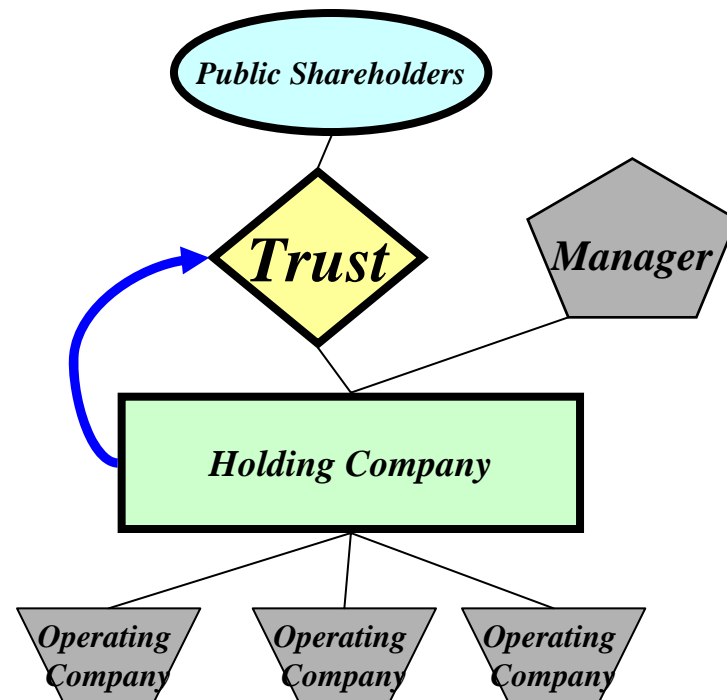 Public Shareholders
Trust
Manager
Holding Company
Operating
Company
Operating
Company
Operating
Company